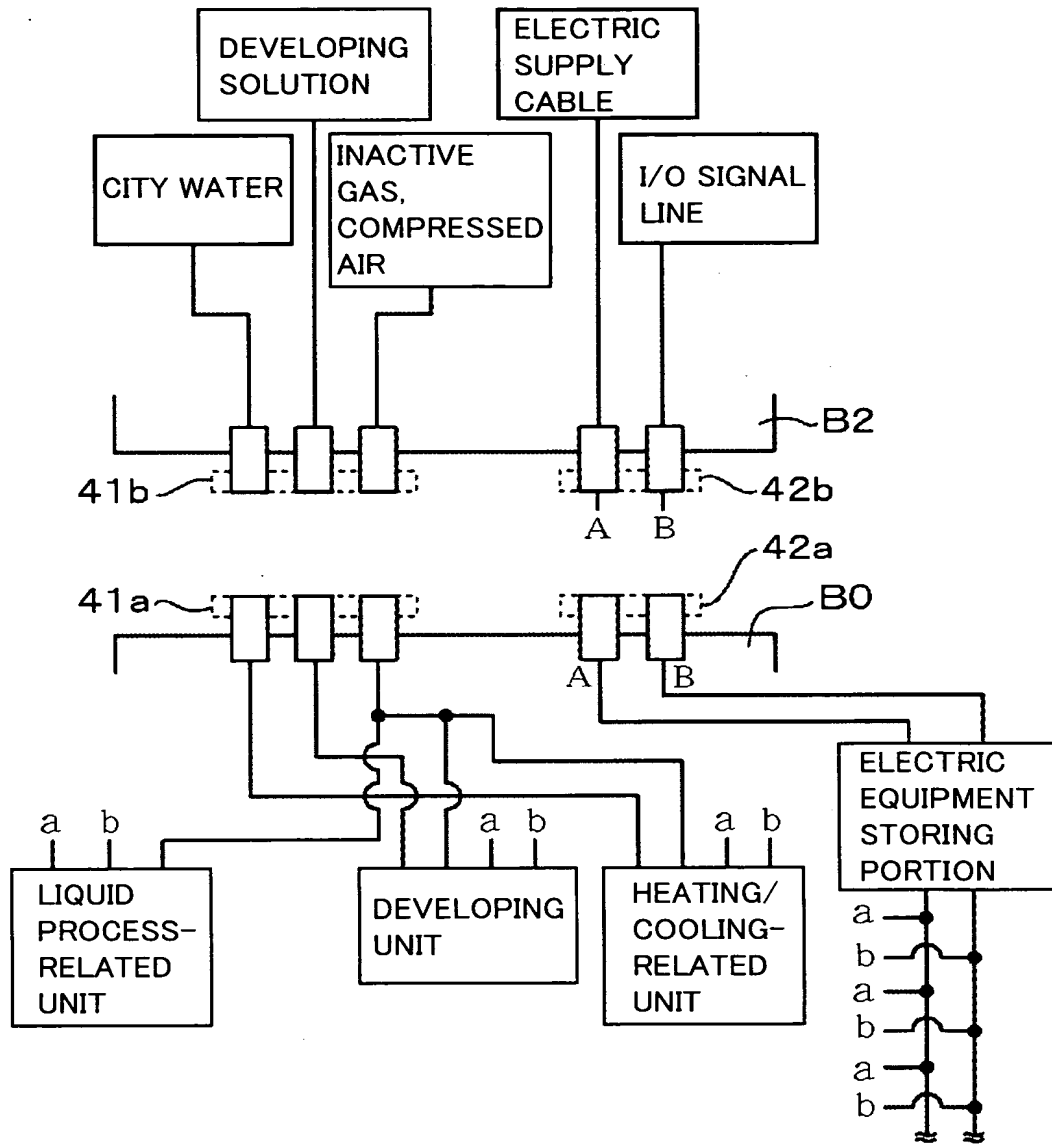 DEVELOPING
SOLUTION
ELECTRIC
SUPPLY
CABLE
CITY WATER
INACTIVE
GAS,
COMPRESSED
AIR
I/O SIGNAL
LINE
B2
41b
42b
A
B
42a
41a
B0
A
B
ELECTRIC
EQUIPMENT
STORING
PORTION
a
b
a
b
a
b
LIQUID
PROCESS-
RELATED
UNIT
DEVELOPING
UNIT
HEATING/
COOLING-
RELATED
UNIT
a
b
a
b
a
b